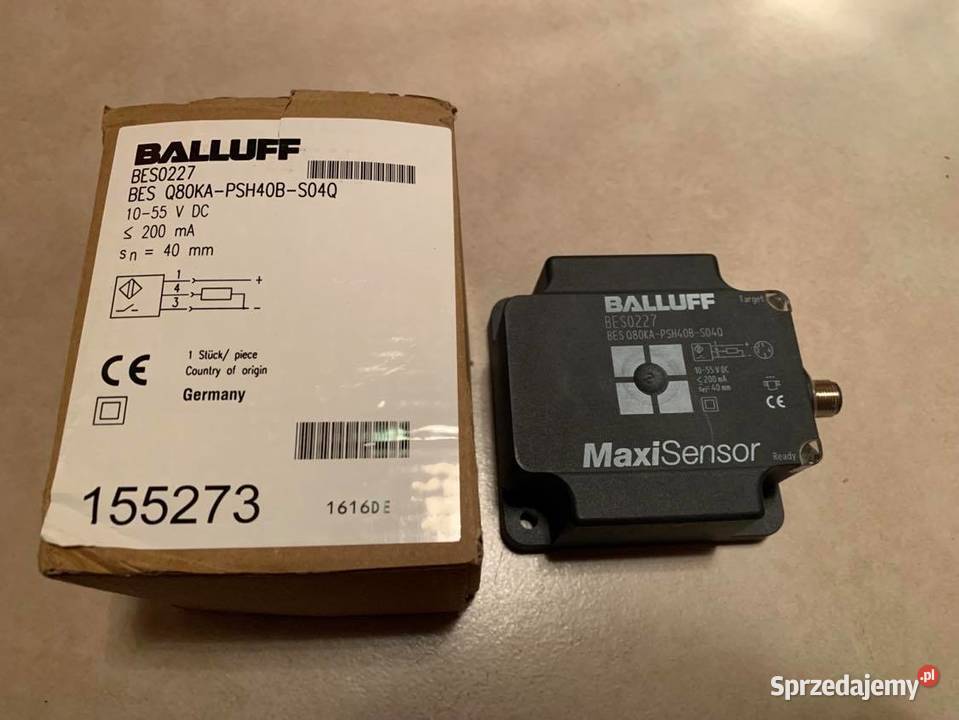 BALLUFF
BES0227
BES Q80KA-PSH40B-S04Q
10-55 V DC
≤ 200 mA
sn = 40 mm
1
4
3
+
-
CE
1 Stück/ piece
Country of origin
Germany
155273
1616DE
BALLUFF
Target
BES0227
BES Q80KA-PSH40B-S04Q
10-55 V DC
≤200 mA
CE
MaxiSensor
Ready
Sprzedajemy.pl